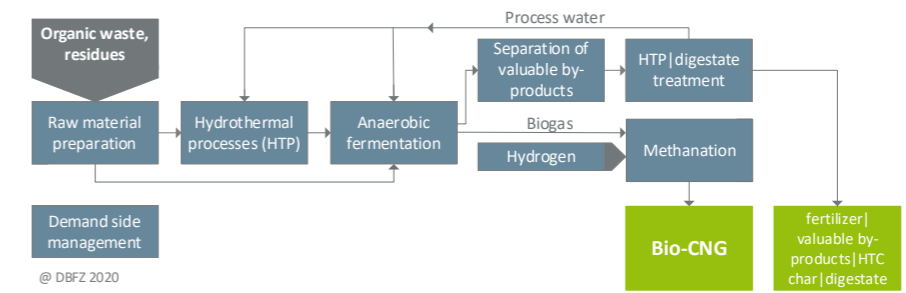 Process water
Organic waste,
residues
Separation of
valuable by-
products
HTP|digestate
treatment
Raw material
preparation
Hydrothermal
processes (HTP)
Anaerobic
fermentation
Biogas
Hydrogen
Methanation
Demand side
management
Bio-CNG
fertilizer|
valuable by-
products|HTC
char|digestate
@ DBFZ 2020